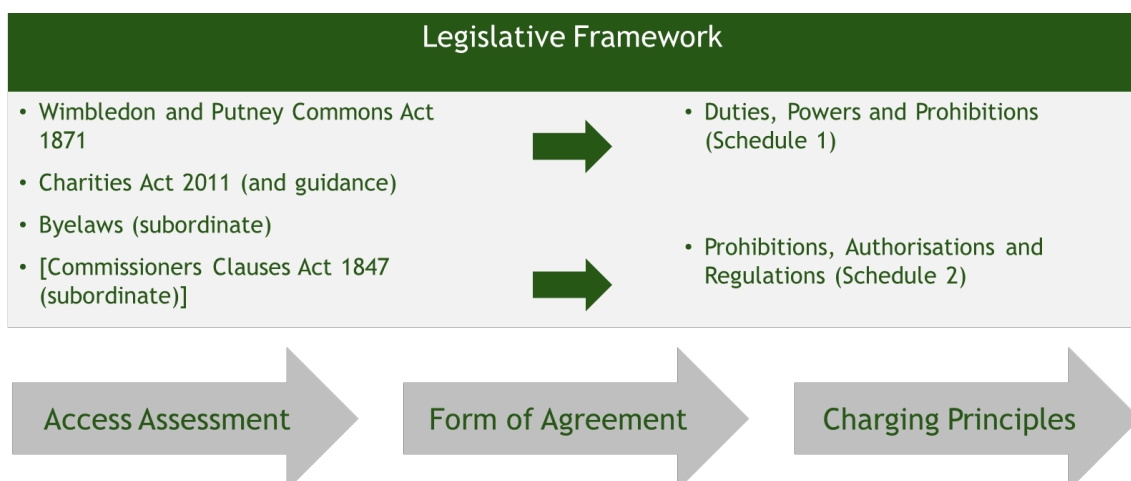 Legislative Framework
• Wimbledon and Putney Commons Act
1871
• Charities Act 2011 (and guidance)
• Byelaws (subordinate)
• [Commissioners Clauses Act 1847
(subordinate)]
• Duties, Powers and Prohibitions
(Schedule 1)
• Prohibitions, Authorisations and
Regulations (Schedule 2)
Access Assessment
Form of Agreement
Charging Principles